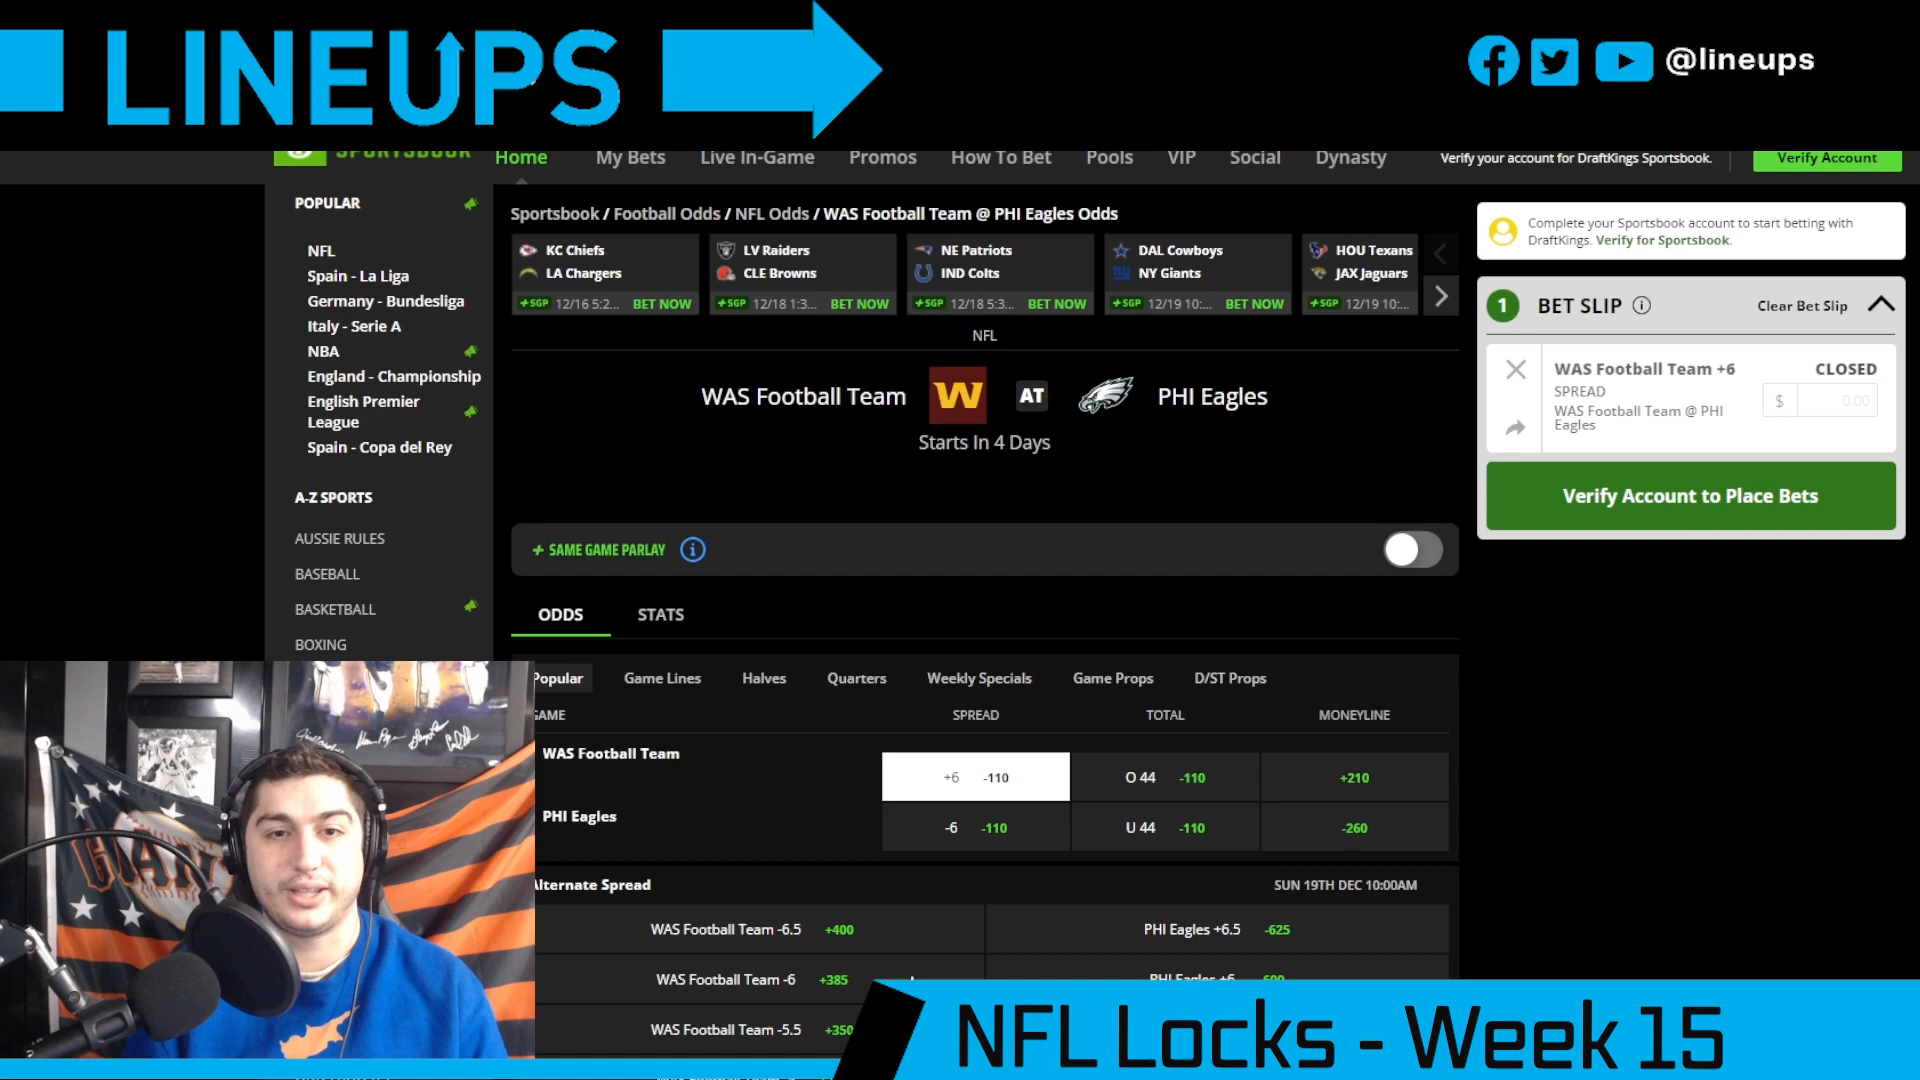 LINEUPS
@lineups
SPORTSBOOK
Home
My Bets
Live In-Game
Promos
How To Bet
Pools
VIP
Social
Dynasty
Verify your account for DraftKings Sportsbook.
Verify Account
POPULAR
NFL
Spain - La Liga
Germany - Bundesliga
Italy - Serie A
NBA
England - Championship
English Premier
League
Spain - Copa del Rey
A-Z SPORTS
AUSSIE RULES
BASEBALL
BASKETBALL
BOXING
Sportsbook / Football Odds / NFL Odds / WAS Football Team @ PHI Eagles Odds
KC Chiefs
LA Chargers
+SGP 12/16 5:2... BET NOW
LV Raiders
CLE Browns
+SGP 12/18 1:3... BET NOW
NE Patriots
IND Colts
+SGP 12/18 5:3... BET NOW
DAL Cowboys
NY Giants
+SGP 12/19 10:... BET NOW
HOU Texans
JAX Jaguars
+SGP 12/19 10:...
NFL
WAS Football Team W AT PHI Eagles
Starts In 4 Days
+ SAME GAME PARLAY i
ODDS STATS
Popular Game Lines Halves Quarters Weekly Specials Game Props D/ST Props
GAME SPREAD TOTAL MONEYLINE
WAS Football Team +6 -110 O 44 -110 +210
PHI Eagles -6 -110 U 44 -110 -260
Alternate Spread SUN 19TH DEC 10:00AM
WAS Football Team -6.5 +400 PHI Eagles +6.5 -625
WAS Football Team -6 +385 PHI Eagles +6 -600
WAS Football Team -5.5 +350
Complete your Sportsbook account to start betting with
DraftKings. Verify for Sportsbook.
1 BET SLIP i Clear Bet Slip
WAS Football Team +6 CLOSED
SPREAD
WAS Football Team @ PHI
Eagles
$ 0.00
Verify Account to Place Bets
GIAN
NFL Locks - Week 15